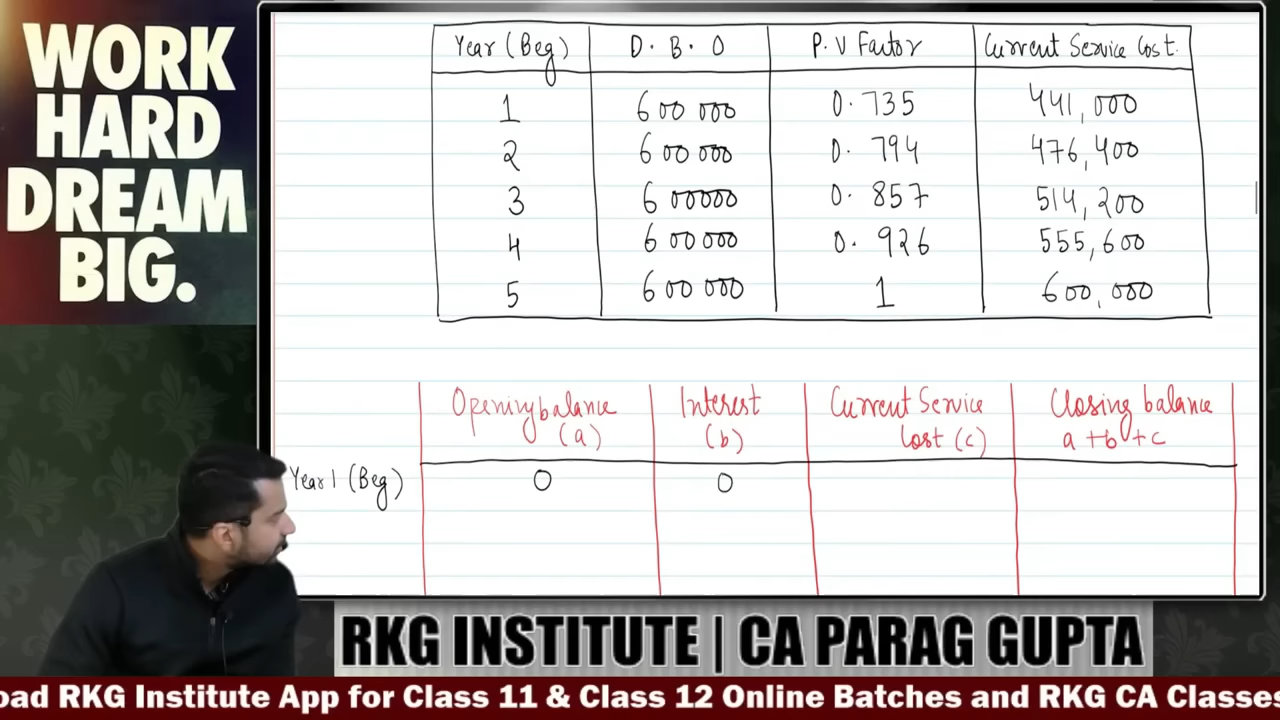 WORK
HARD
DREAM
BIG.
Year (Beg) D. B. O P. V Factor Current Service Cost.
1 600 000 0. 735 441,000
2 600 000 0. 794 476,400
3 600000 0. 857 514,200
4 600 000 0. 926 555,600
5 600 000 1 600,000
Opening balance (a) Interest (b) Current Service Cost (c) Closing balance a + b + c
Year 1 (Beg) 0 0
RKG INSTITUTE | CA PARAG GUPTA
oad RKG Institute App for Class 11 & Class 12 Online Batches and RKG CA Classes